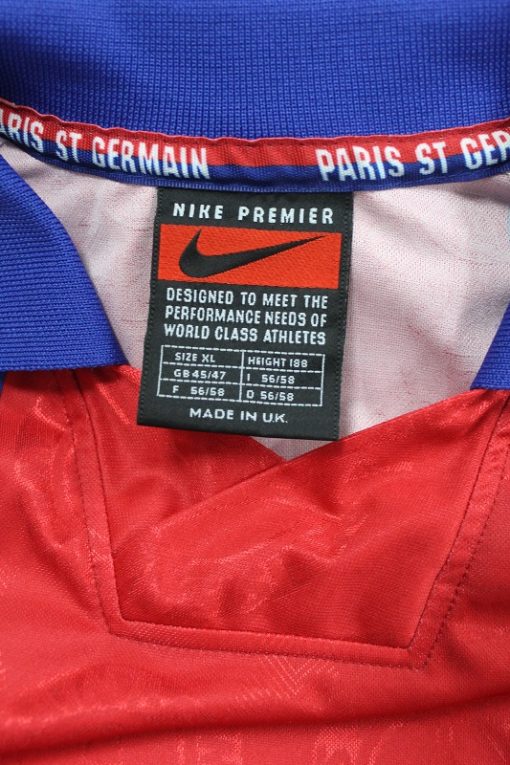 PARIS ST GERMAIN PARIS ST GER
NIKE PREMIER
DESIGNED TO MEET THE
PERFORMANCE NEEDS OF
WORLD CLASS ATHLETES
SIZE XL HEIGHT 188
GB 45/47 I 56/58
F 56/58 D 56/58
MADE IN U.K.